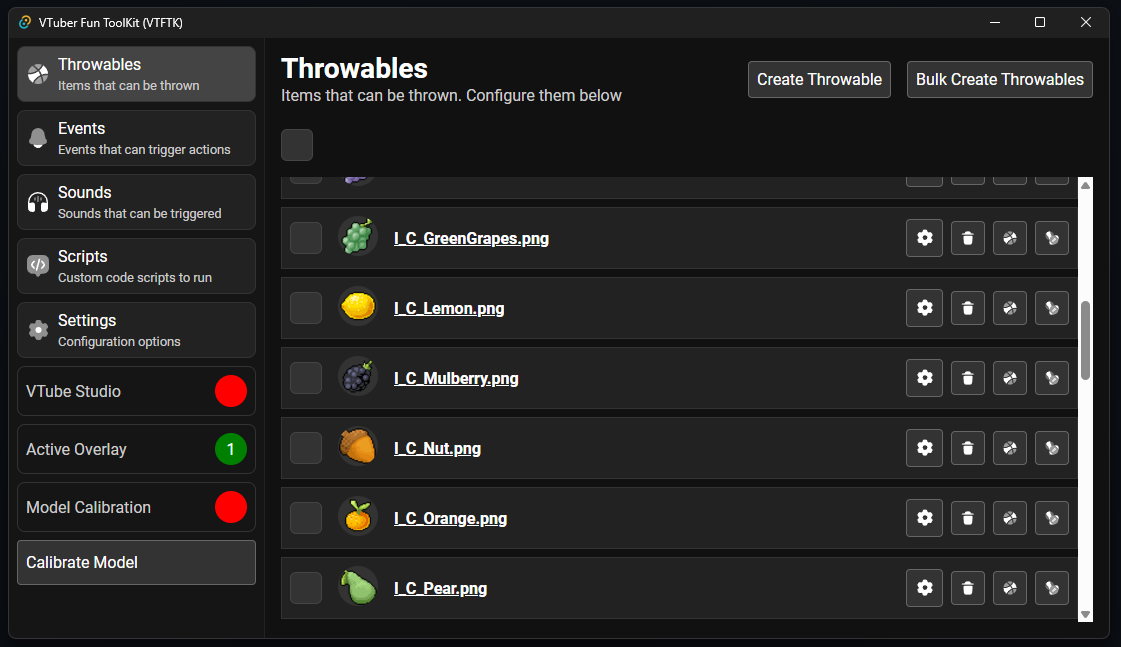 VTuber Fun ToolKit (VTFTK)
Throwables
Items that can be thrown
Events
Events that can trigger actions
Sounds
Sounds that can be triggered
Scripts
Custom code scripts to run
Settings
Configuration options
VTube Studio
Active Overlay 1
Model Calibration
Calibrate Model
Throwables
Items that can be thrown. Configure them below
Create Throwable
Bulk Create Throwables
I_C_GreenGrapes.png
I_C_Lemon.png
I_C_Mulberry.png
I_C_Nut.png
I_C_Orange.png
I_C_Pear.png